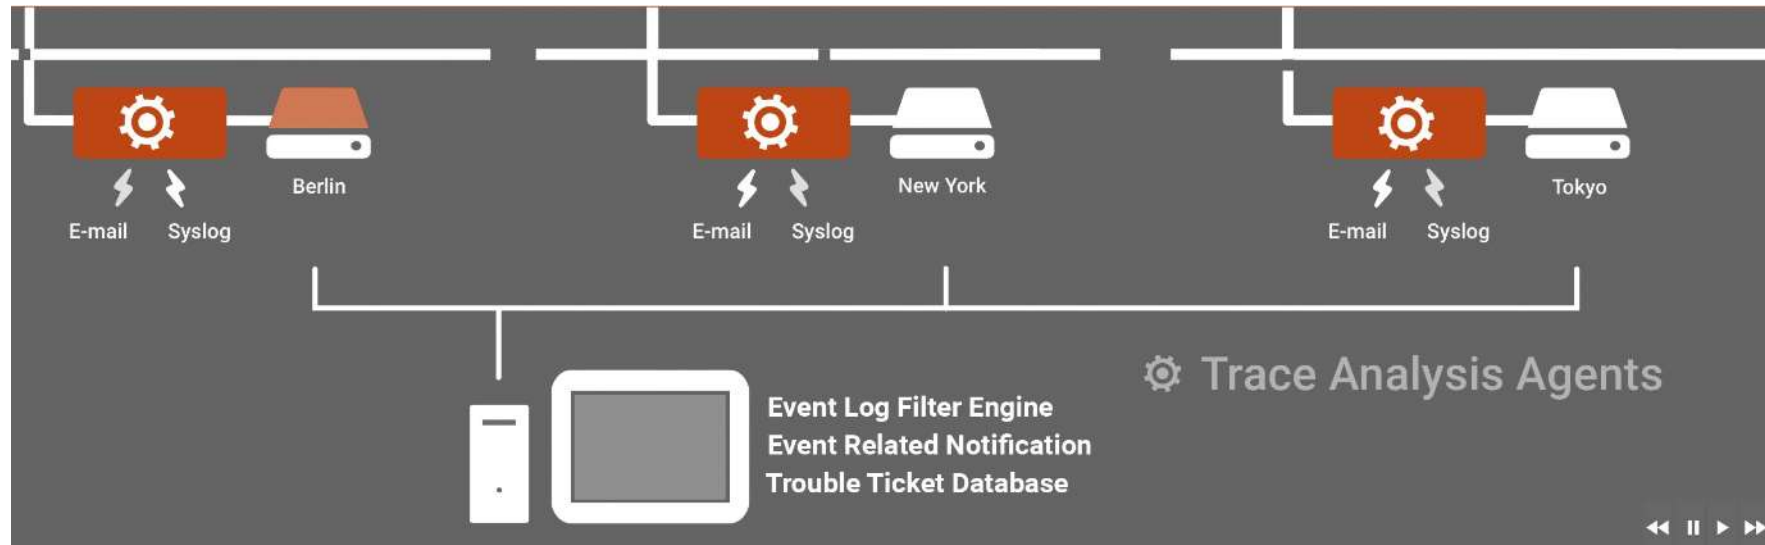 Berlin
New York
Tokyo
E-mail Syslog
E-mail Syslog
E-mail Syslog
Trace Analysis Agents
Event Log Filter Engine
Event Related Notification
Trouble Ticket Database